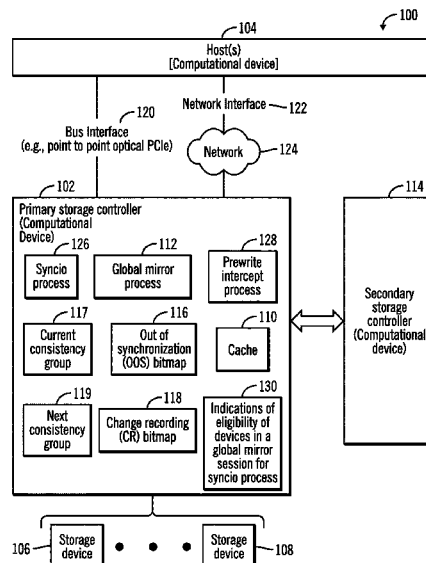 100
104
Host(s)
[Computational device]
120
Network Interface
122
Bus Interface
(e.g., point to point optical PCIe)
Network
124
102
114
Primary storage controller
(Computational
Device)
126
112
128
Syncio
process
Global mirror
process
Prewrite
intercept
process
117
116
110
Current
consistency
group
Out of
synchronization
(OOS) bitmap
Cache
Secondary
storage
controller
(Computational
device)
119
118
130
Next
consistency
group
Change recording
(CR) bitmap
Indications of
eligibility of
devices in a
global mirror
session for
syncio process
106
Storage
device
Storage
device
108